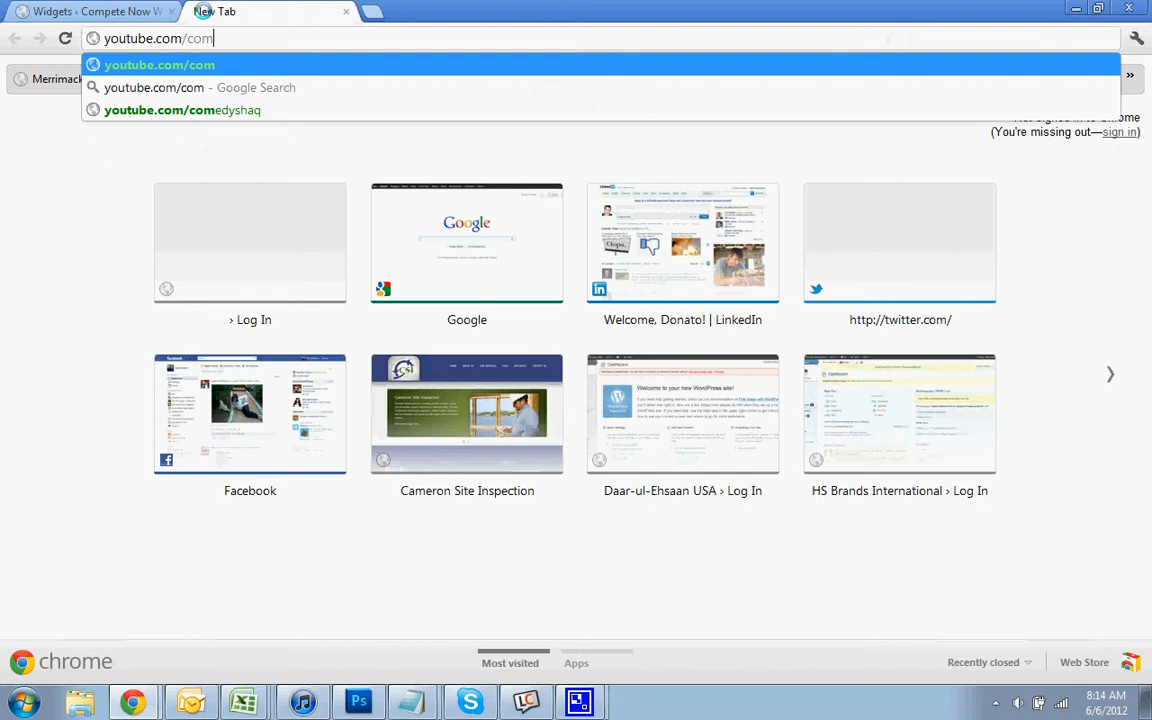 Widgets ‹ Compete Now W
New Tab
youtube.com/com
youtube.com/com
youtube.com/com - Google Search
youtube.com/comedyshaq
Merrimack
»
(You're missing out—sign in)
Google
› Log In
Google
Welcome, Donato! | LinkedIn
http://twitter.com/
Facebook
Cameron Site Inspection
Daar-ul-Ehsaan USA › Log In
HS Brands International › Log In
chrome
Most visited
Apps
Recently closed
Web Store
Ps
8:14 AM
6/6/2012